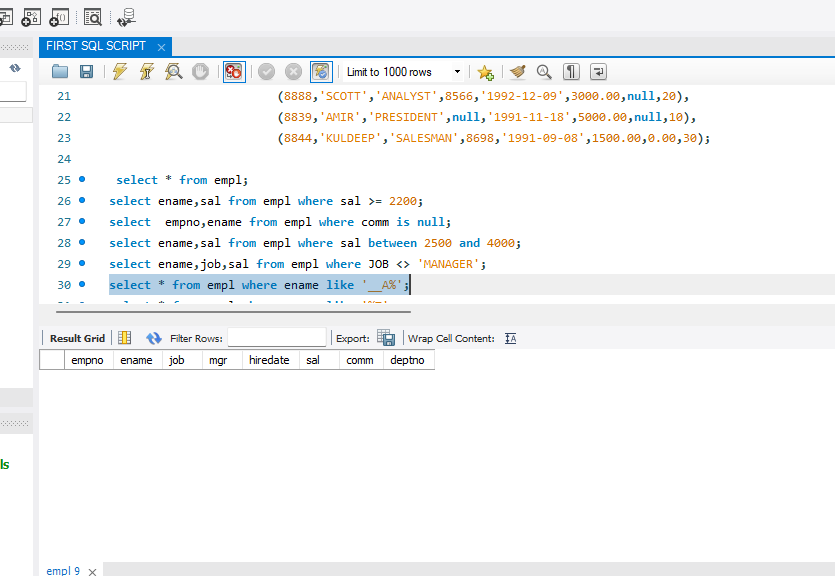 FIRST SQL SCRIPT
Limit to 1000 rows
21 (8888,'SCOTT','ANALYST',8566,'1992-12-09',3000.00,null,20),
22 (8839,'AMIR','PRESIDENT',null,'1991-11-18',5000.00,null,10),
23 (8844,'KULDEEP','SALESMAN',8698,'1991-09-08',1500.00,0.00,30);
24
25 select * from empl;
26 select ename,sal from empl where sal >= 2200;
27 select  empno,ename from empl where comm is null;
28 select ename,sal from empl where sal between 2500 and 4000;
29 select ename,job,sal from empl where JOB <> 'MANAGER';
30 select * from empl where ename like '__A%';
Result Grid Filter Rows: Export: Wrap Cell Content:
empno ename job mgr hiredate sal comm deptno
ls
empl 9